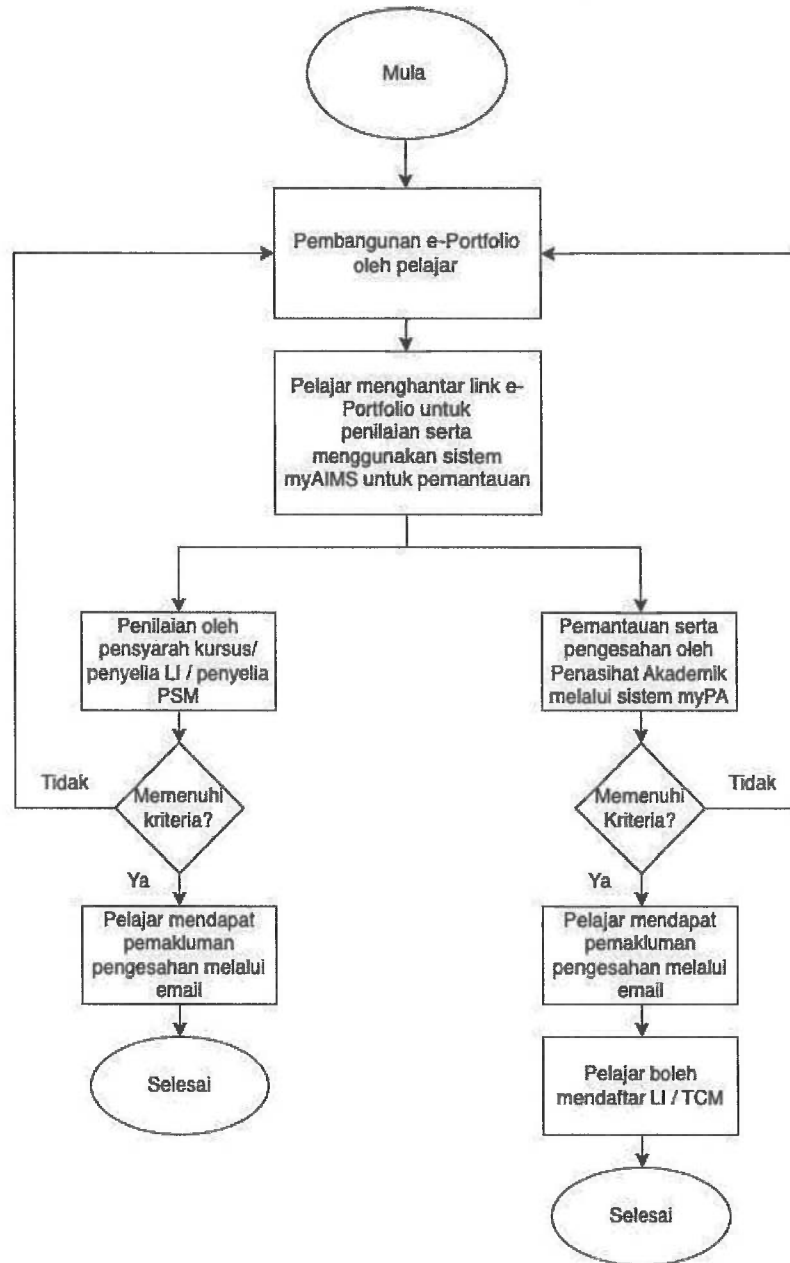 Mula
Pembangunan e-Portfolio
oleh pelajar
Pelajar menghantar link e-
Portfolio untuk
penilaian serta
menggunakan sistem
myAIMS untuk pemantauan
Penilaian oleh
pensyarah kursus/
penyelia LI / penyelia
PSM
Pemantauan serta
pengesahan oleh
Penasihat Akademik
melalui sistem myPA
Tidak
Memenuhi
kriteria?
Memenuhi
Kriteria?
Tidak
Ya
Ya
Pelajar mendapat
pemakluman
pengesahan melalui
email
Pelajar mendapat
pemakluman
pengesahan melalui
email
Selesai
Pelajar boleh
mendaftar LI / TCM
Selesai